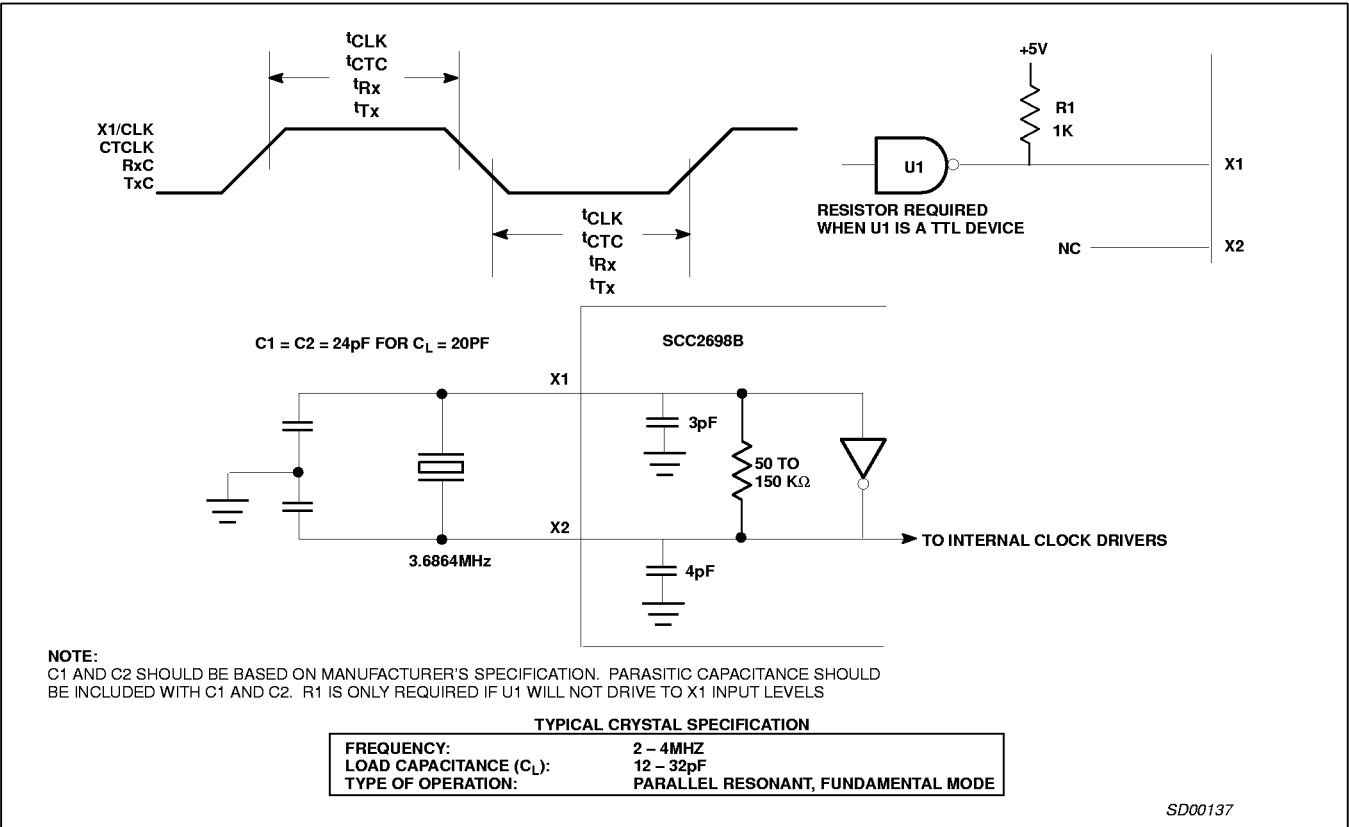 tCLK
tCTC
tRx
tTx
X1/CLK
CTCLK
RxC
TxC
tCLK
tCTC
tRx
tTx
+5V
R1
1K
U1
X1
RESISTOR REQUIRED
WHEN U1 IS A TTL DEVICE
NC
X2
C1 = C2 = 24pF FOR CL = 20PF
SCC2698B
X1
3pF
50 TO
150 KΩ
X2
TO INTERNAL CLOCK DRIVERS
3.6864MHz
4pF
NOTE:
C1 AND C2 SHOULD BE BASED ON MANUFACTURER'S SPECIFICATION. PARASITIC CAPACITANCE SHOULD
BE INCLUDED WITH C1 AND C2. R1 IS ONLY REQUIRED IF U1 WILL NOT DRIVE TO X1 INPUT LEVELS
TYPICAL CRYSTAL SPECIFICATION
FREQUENCY: 2 – 4MHZ
LOAD CAPACITANCE (CL): 12 – 32pF
TYPE OF OPERATION: PARALLEL RESONANT, FUNDAMENTAL MODE
SD00137